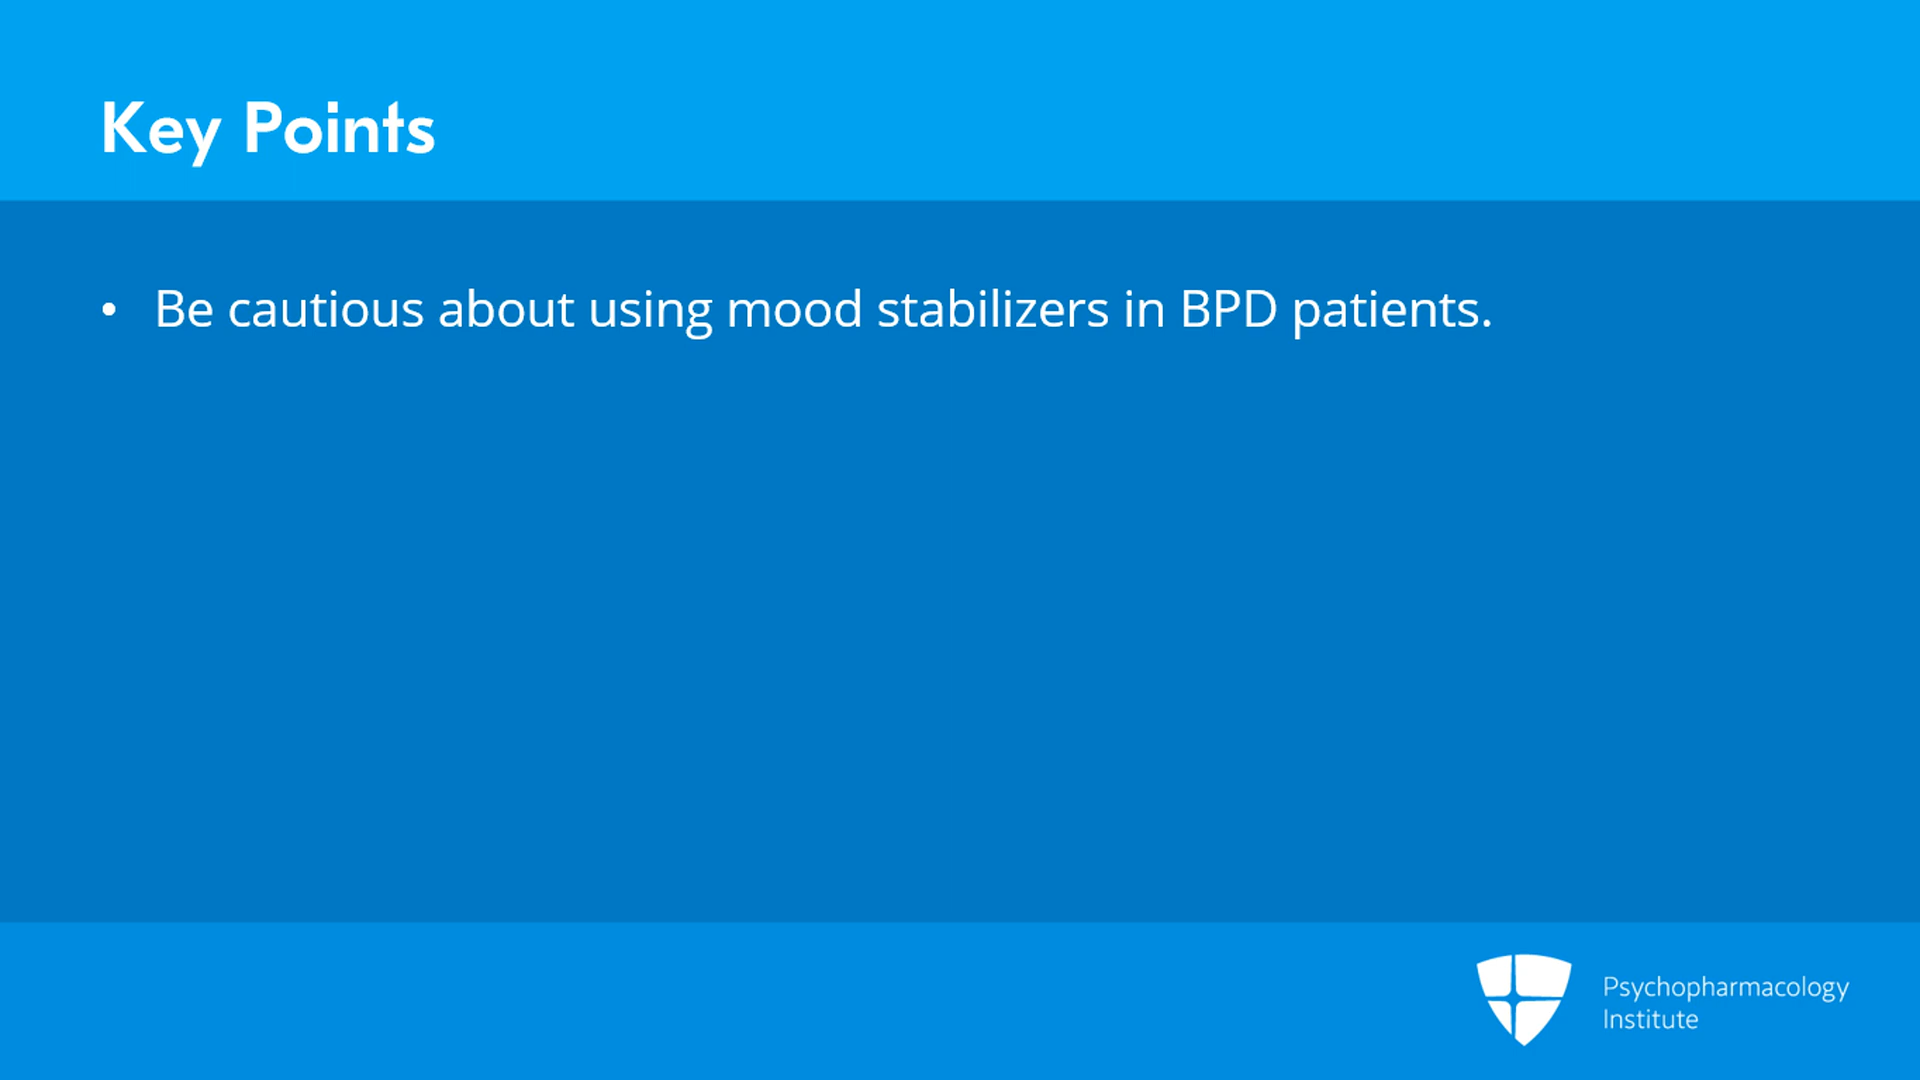 Key Points
• Be cautious about using mood stabilizers in BPD patients.
Psychopharmacology
Institute